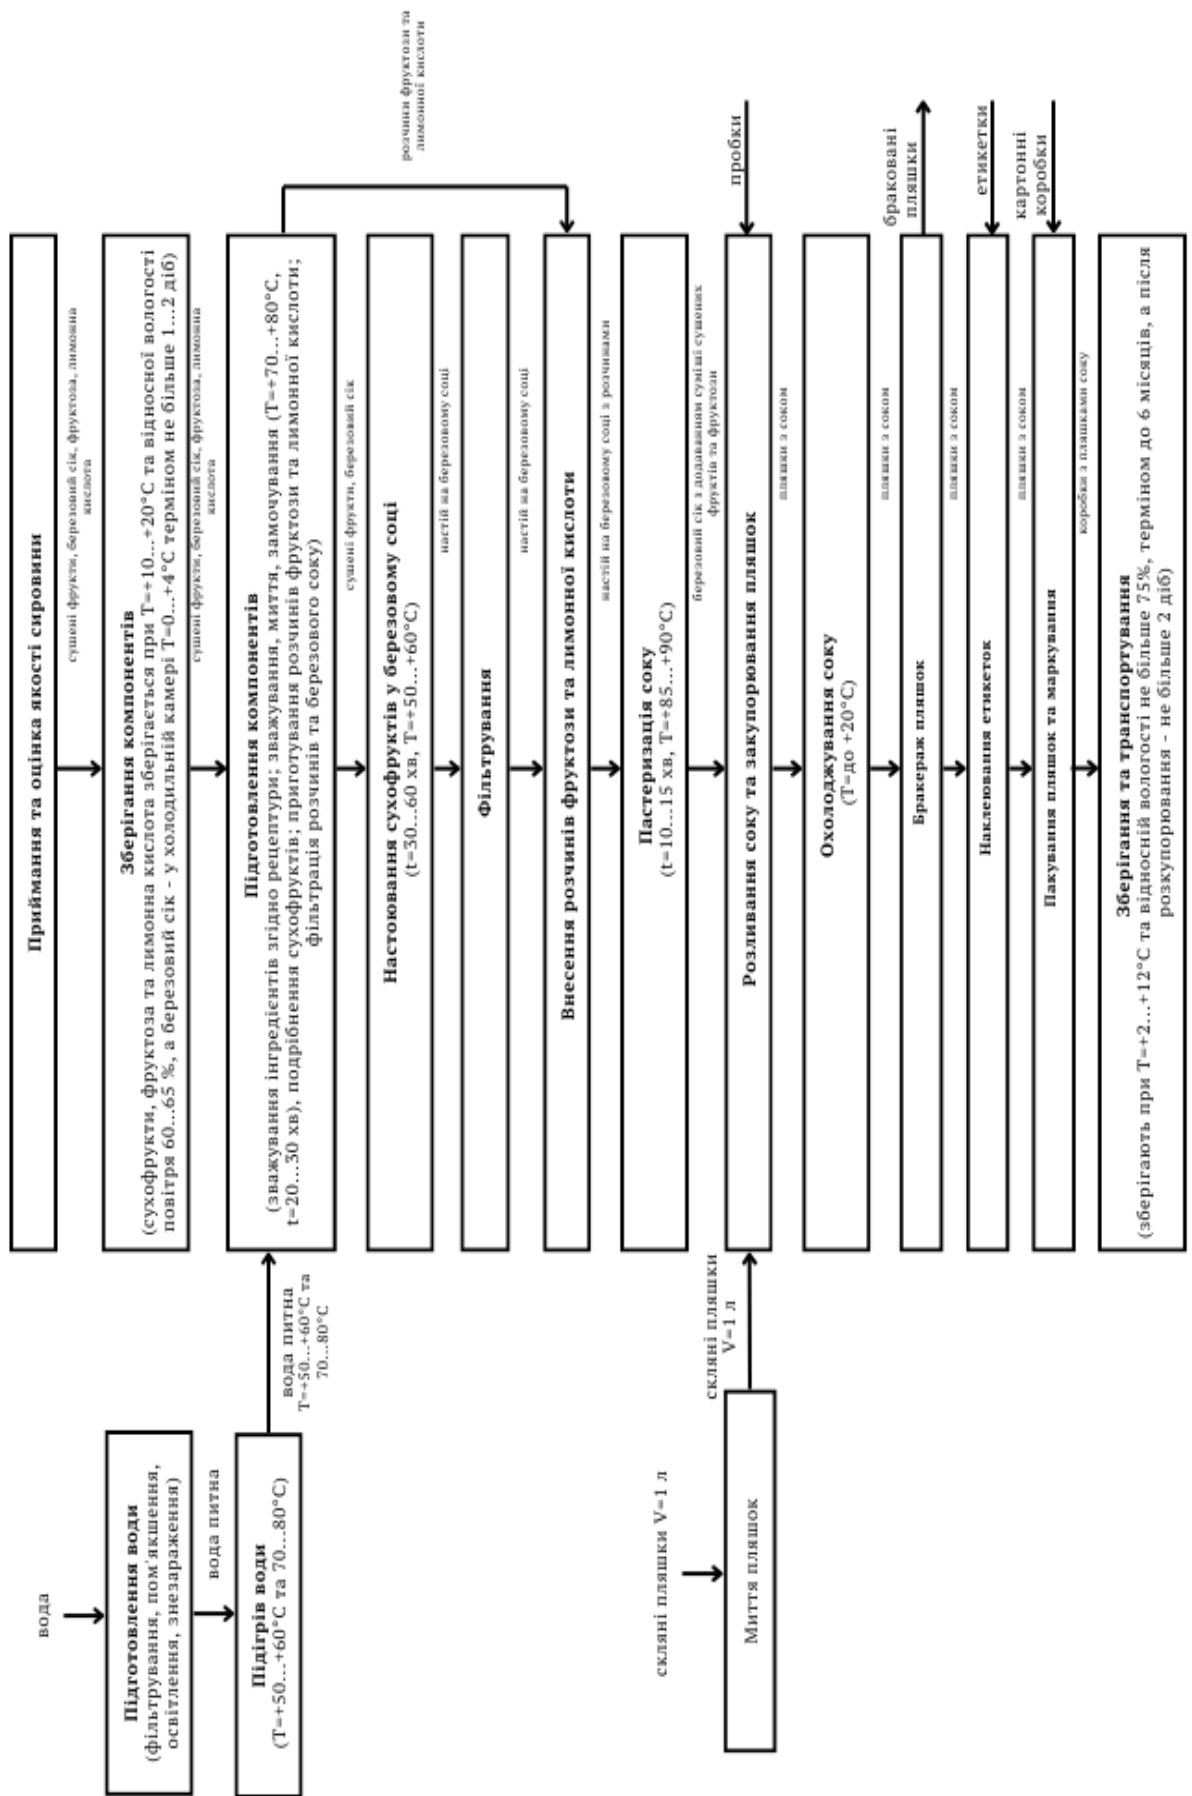 вода
Підготовлення води
(фільтрування, пом'якшення,
освітлення, знезараження)
вода питна
Підігрів води
(T=+50...+60°C та 70...80°C)
вода питна
T=+50...+60°C та
70...80°C
скляні пляшки V=1 л
Миття пляшок
скляні пляшки
V=1 л
Приймання та оцінка якості сировини
сушені фрукти, березовий сік, фруктоза, лимонна
кислота
Зберігання компонентів
(сухофрукти, фруктоза та лимонна кислота зберігається при T=+10...+20°C та відносної вологості
повітря 60...65 %, а березовий сік - у холодильній камері T=0...+4°C терміном не більше 1...2 діб)
сушені фрукти, березовий сік, фруктоза, лимонна
кислота
Підготовлення компонентів
(зважування інгредієнтів згідно рецептури; зважування, миття, замочування (T=+70...+80°C,
t=20...30 хв), подрібнення сухофруктів; приготування розчинів фруктози та лимонної кислоти;
фільтрація розчинів та березового соку)
розчини фруктози та
лимонної кислоти
сушені фрукти, березовий сік
Настоювання сухофруктів у березовому соці
(t=30...60 хв, T=+50...+60°C)
настій на березовому соці
Фільтрування
настій на березовому соці
Внесення розчинів фруктози та лимонної кислоти
настій на березовому соці з розчинами
Пастеризація соку
(t=10...15 хв, T=+85...+90°C)
березовий сік з додаванням суміші сушених
фруктів та фруктози
пробки
Розливання соку та закупорювання пляшок
пляшки з соком
Охолоджування соку
(T=до +20°C)
пляшки з соком
браковані
пляшки
Бракераж пляшок
пляшки з соком
етикетки
Наклеювання етикеток
пляшки з соком
картонні
коробки
Пакування пляшок та маркування
коробки з пляшками соку
Зберігання та транспортування
(зберігають при T=+2...+12°C та відносній вологості не більше 75%, терміном до 6 місяців, а після
розкупорювання - не більше 2 діб)